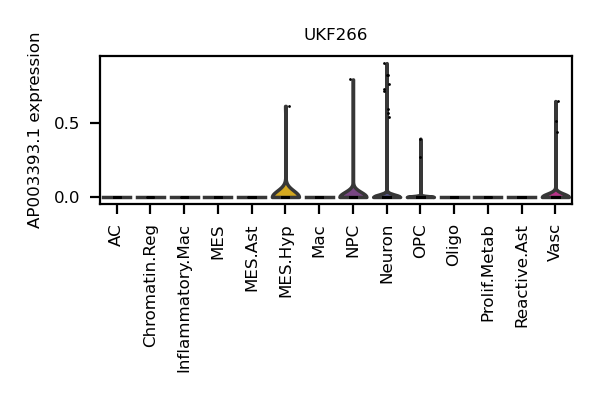 UKF266
AP003393.1 expression
0.5
0.0
AC
Chromatin.Reg
Inflammatory.Mac
MES
MES.Ast
MES.Hyp
Mac
NPC
Neuron
OPC
Oligo
Prolif.Metab
Reactive.Ast
Vasc